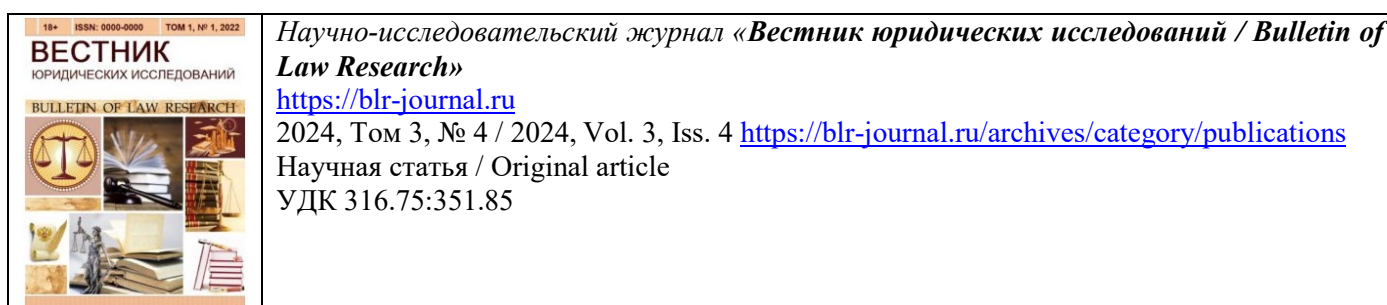 18+ ISSN: 0000-0000 ТОМ 1, № 1, 2022
ВЕСТНИК
ЮРИДИЧЕСКИХ ИССЛЕДОВАНИЙ
BULLETIN OF LAW RESEARCH
Научно-исследовательский журнал «Вестник юридических исследований / Bulletin of
Law Research»
https://blr-journal.ru
2024, Том 3, № 4 / 2024, Vol. 3, Iss. 4 https://blr-journal.ru/archives/category/publications
Научная статья / Original article
УДК 316.75:351.85